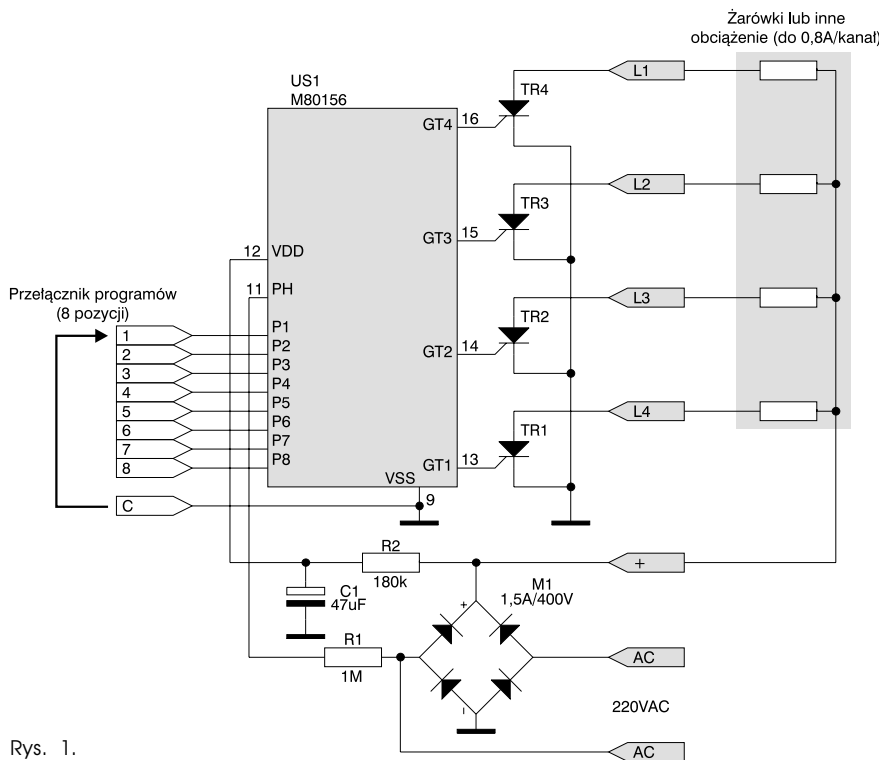 Żarówki lub inne
obciążenie (do 0,8A/kanał)
US1
M80156
L1
TR4
GT4
16
L2
TR3
GT3
15
12
VDD
11
PH
Przełącznik programów
(8 pozycji)
L3
TR2
GT2
14
1
P1
2
P2
3
P3
4
P4
5
P5
6
P6
7
P7
8
P8
L4
TR1
GT1
13
VSS
9
C
R2
180k
+
C1
47uF
M1
1,5A/400V
+
R1
1M
AC
–
220VAC
AC
Rys. 1.